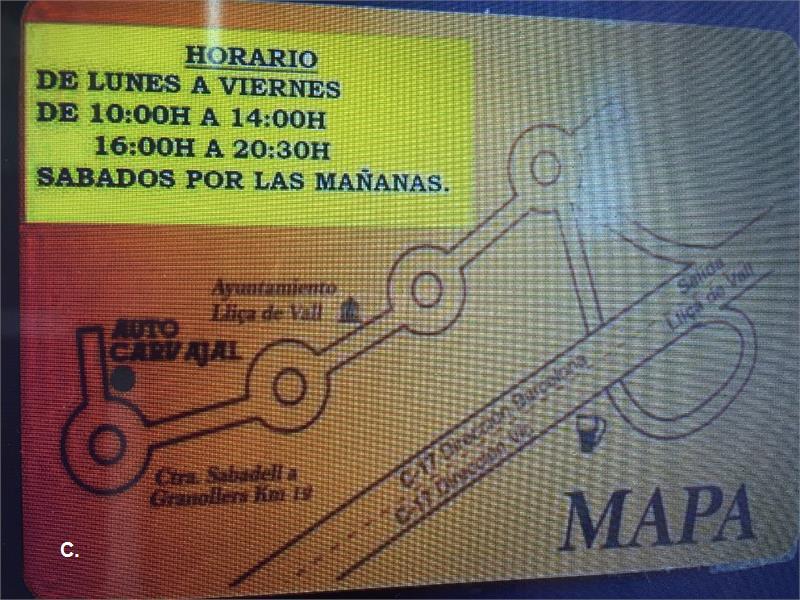 HORARIO
DE LUNES A VIERNES
DE 10:00H A 14:00H
16:00H A 20:30H
SABADOS POR LAS MAÑANAS.
Ayuntamiento
Lliça de Vall
AUTO
CARVAJAL
Salida
Lliça de Vall
C-17 Dirección Barcelona
C-17 Dirección Vic
Ctra. Sabadell a
Granollers Km 12
MAPA
C.